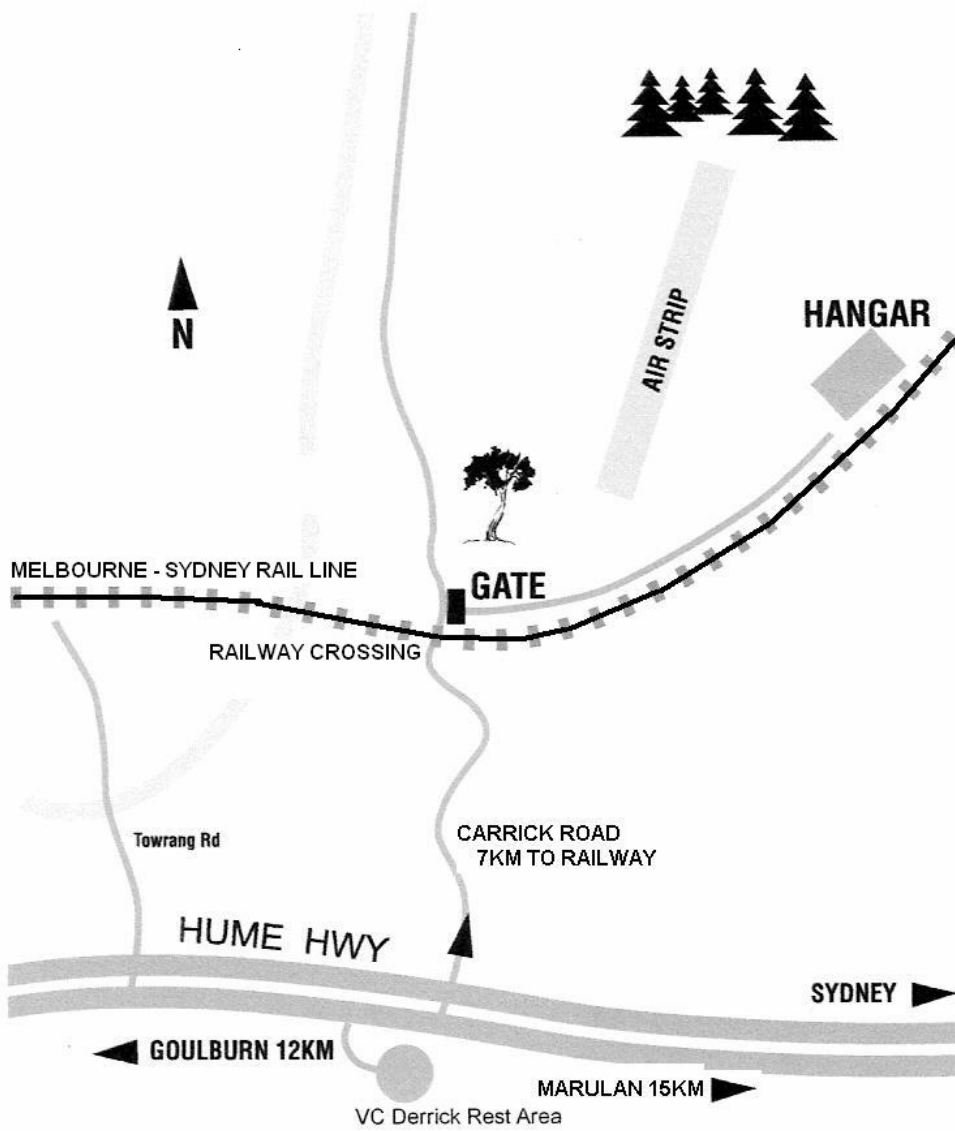 HANGAR
N
AIR STRIP
MELBOURNE - SYDNEY RAIL LINE
GATE
RAILWAY CROSSING
Towrang Rd
CARRICK ROAD
7KM TO RAILWAY
HUME HWY
SYDNEY
GOULBURN 12KM
MARULAN 15KM
VC Derrick Rest Area